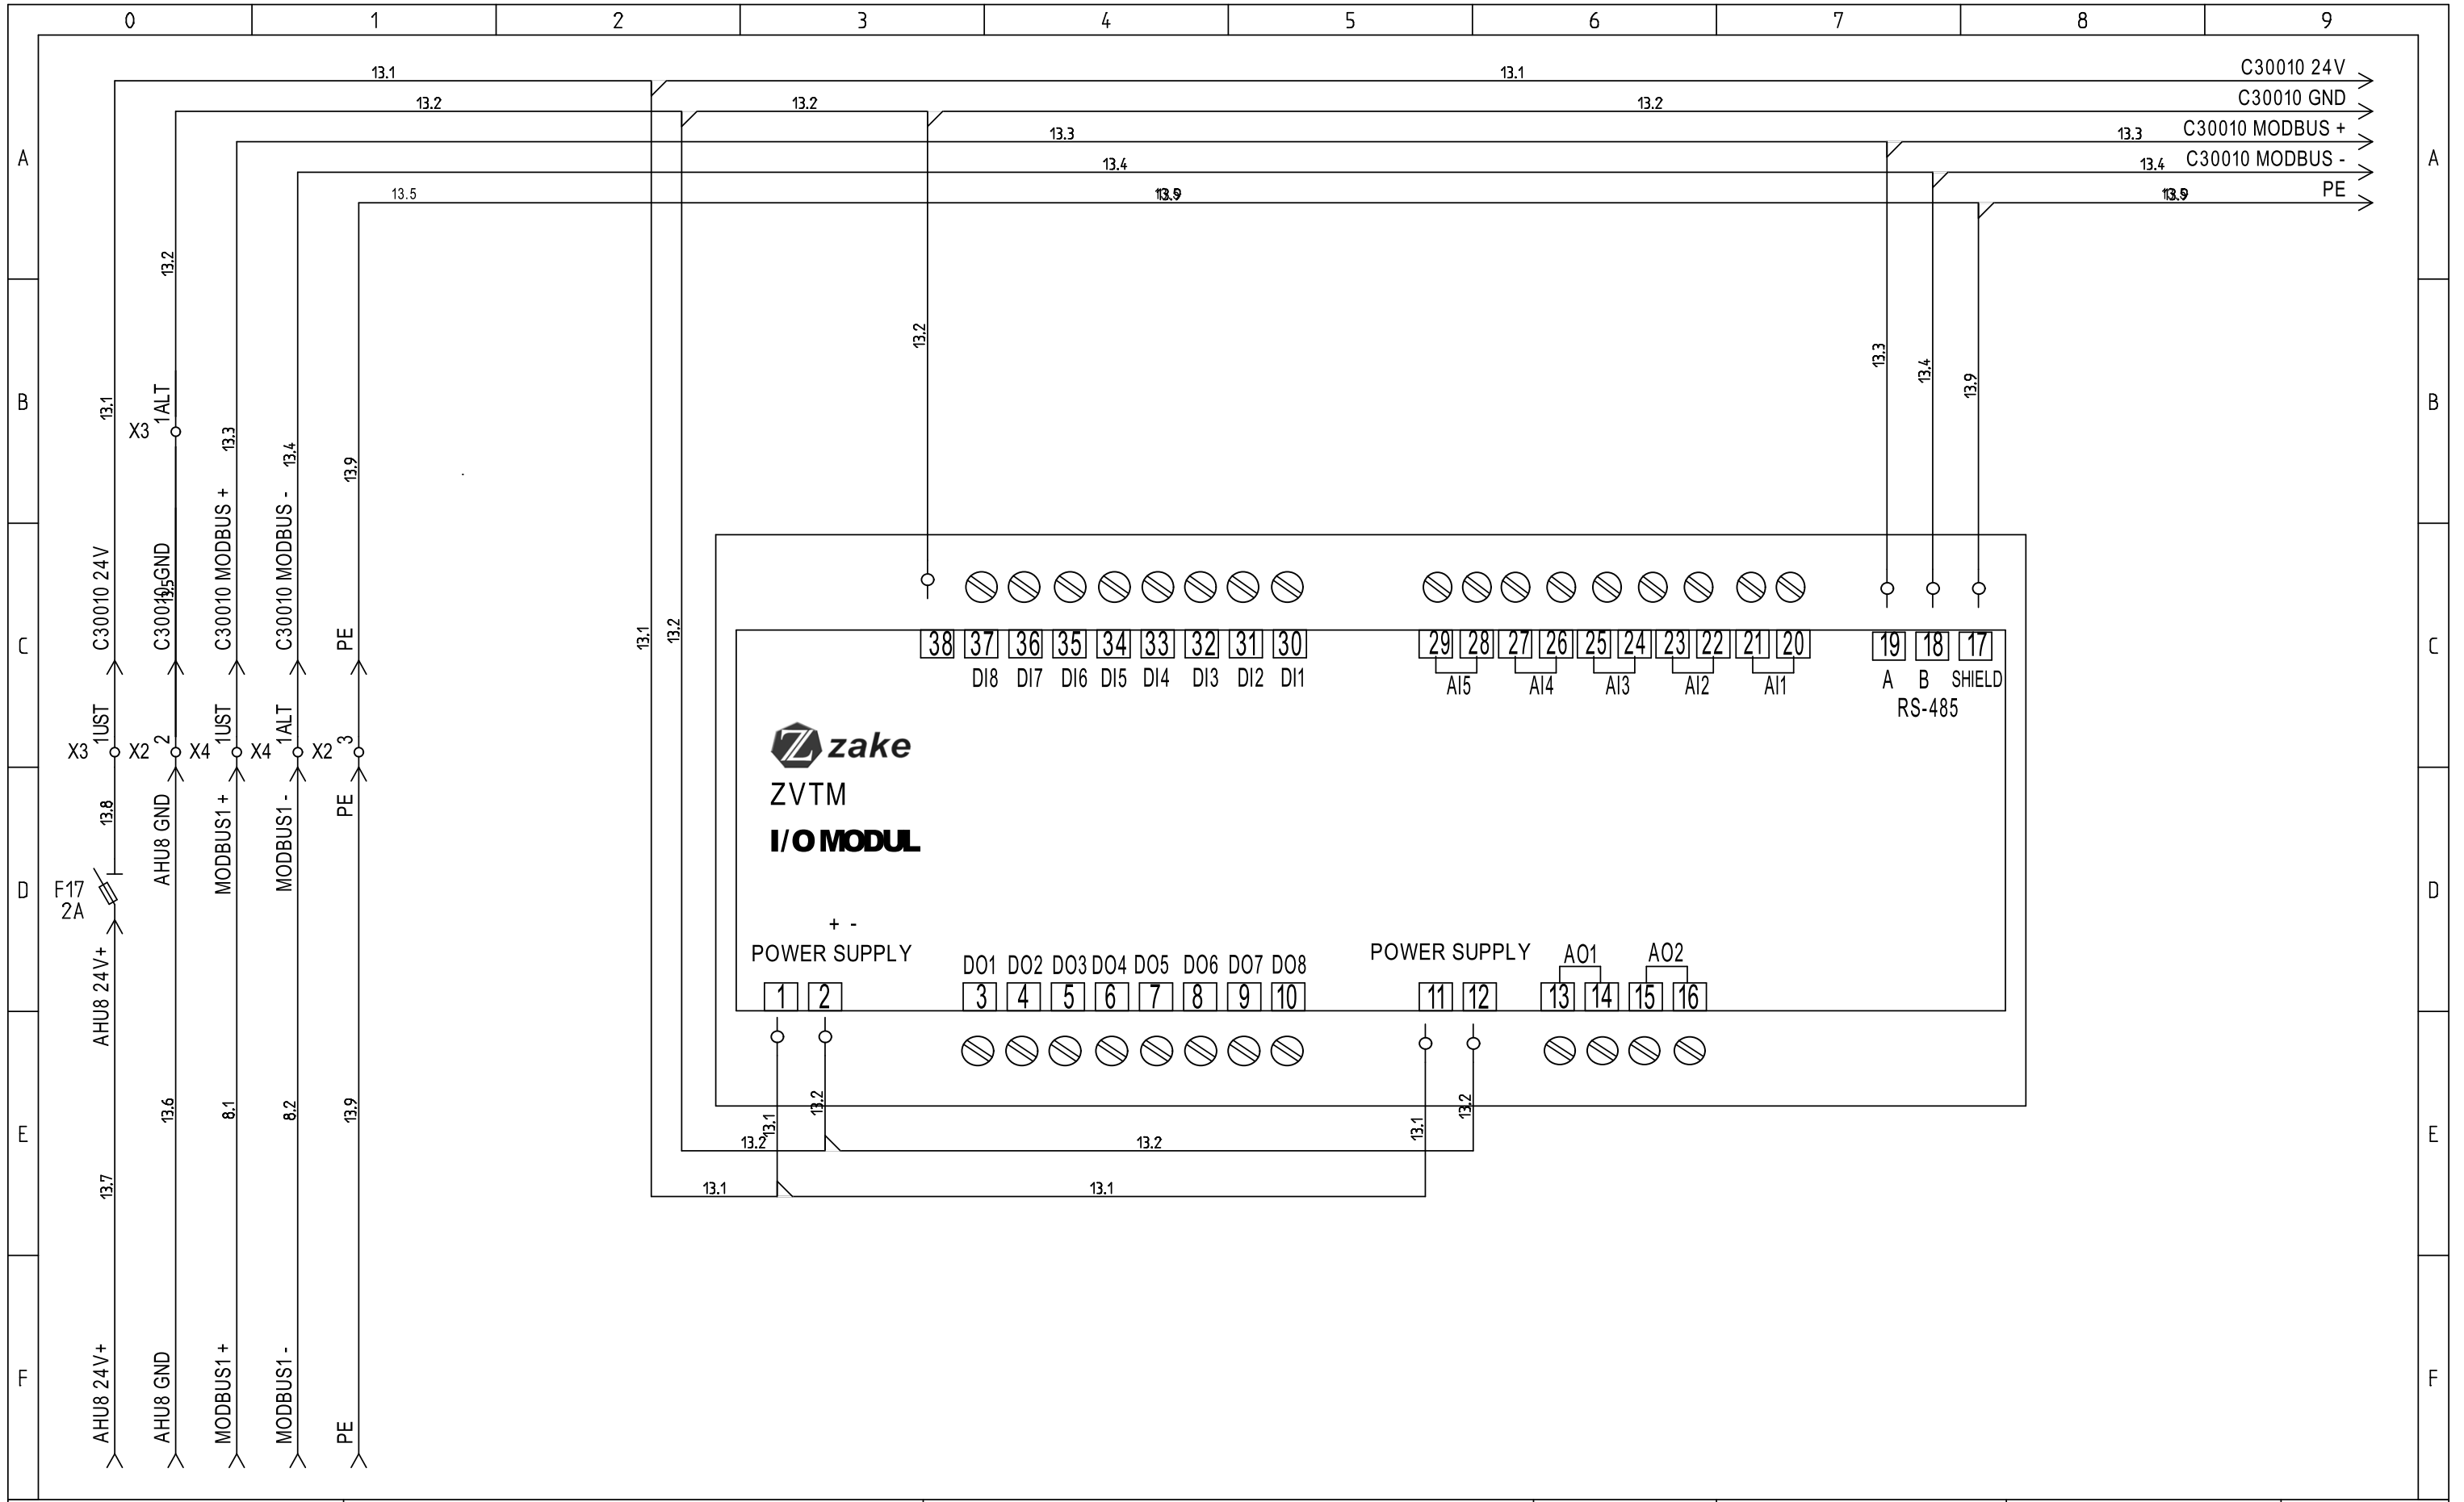 0 1 2 3 4 5 6 7 8 9
13.1 13.1 C30010 24V
13.2 13.2 13.2 C30010 GND
13.3 13.3 C30010 MODBUS +
A 13.4 13.4 C30010 MODBUS - A
13.5 PE
13.2
13.2 13.3 13.4 13.9
B 13.1 1ALT B
X3
13.3 13.4 13.9
C30010 24V C30010 GND C30010 MODBUS + C30010 MODBUS - PE
13.5
13.1 13.2
C 38 37 36 35 34 33 32 31 30 29 28 27 26 25 24 23 22 21 20 19 18 17 C
DI8 DI7 DI6 DI5 DI4 DI3 DI2 DI1 AI5 AI4 AI3 AI2 AI1 A B SHIELD
RS-485
1UST 2 1UST 1ALT 3
X3 X2 X4 X4 X2
zake
ZVTM
I/O MODUL
13.8 AHU8 GND MODBUS1 + MODBUS1 - PE
D F17 D
2A
+ -
POWER SUPPLY POWER SUPPLY
AHU8 24V+
DO1 DO2 DO3 DO4 DO5 DO6 DO7 DO8 AO1 AO2
1 2 3 4 5 6 7 8 9 10 11 12 13 14 15 16
13.6 8.1 8.2 13.9
13.1 13.2 13.1 13.2
E 13.2 13.2 E
13.7 13.1 13.1
F F
AHU8 24V+ AHU8 GND MODBUS1 + MODBUS1 - PE